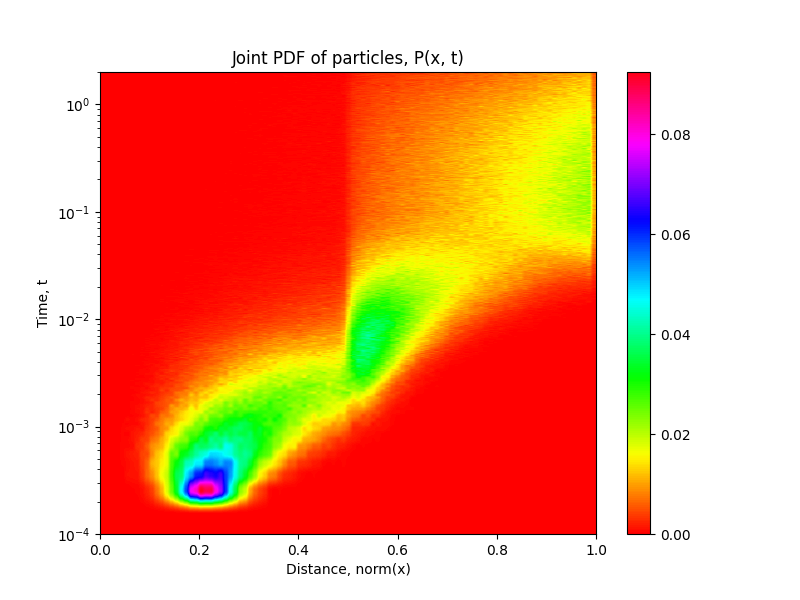 Joint PDF of particles, P(x, t)
Time, t
10⁰
10⁻¹
10⁻²
10⁻³
10⁻⁴
0.0 0.2 0.4 0.6 0.8 1.0
Distance, norm(x)
0.08
0.06
0.04
0.02
0.00